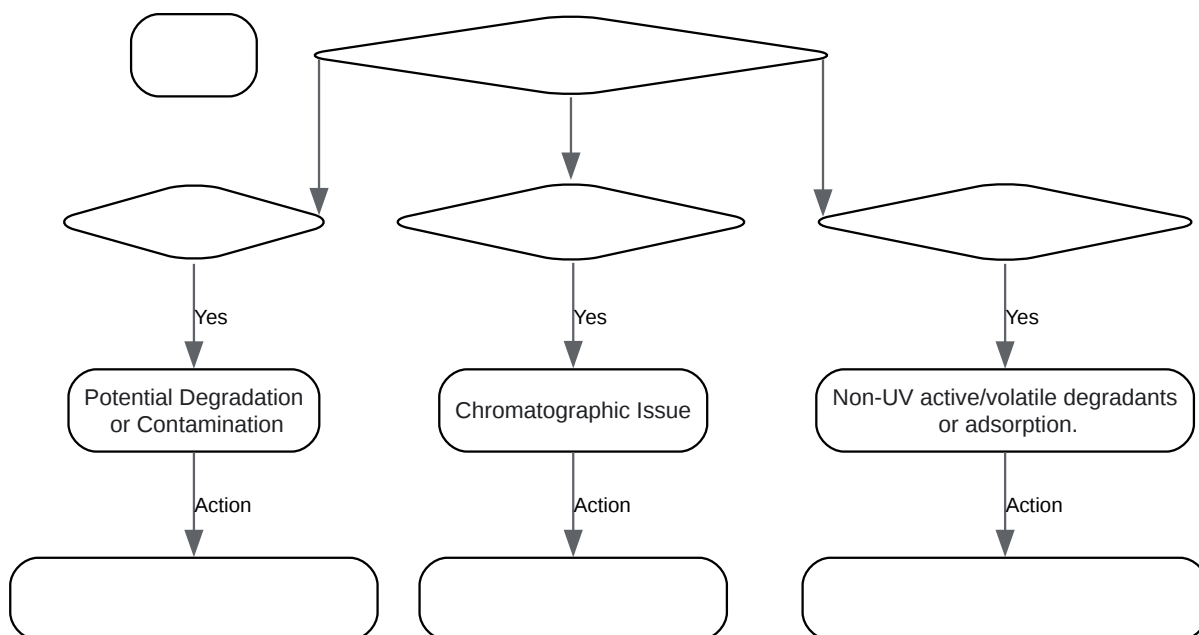 Yes
Yes
Yes
Potential Degradation
or Contamination
Chromatographic Issue
Non-UV active/volatile degradants
or adsorption.
Action
Action
Action